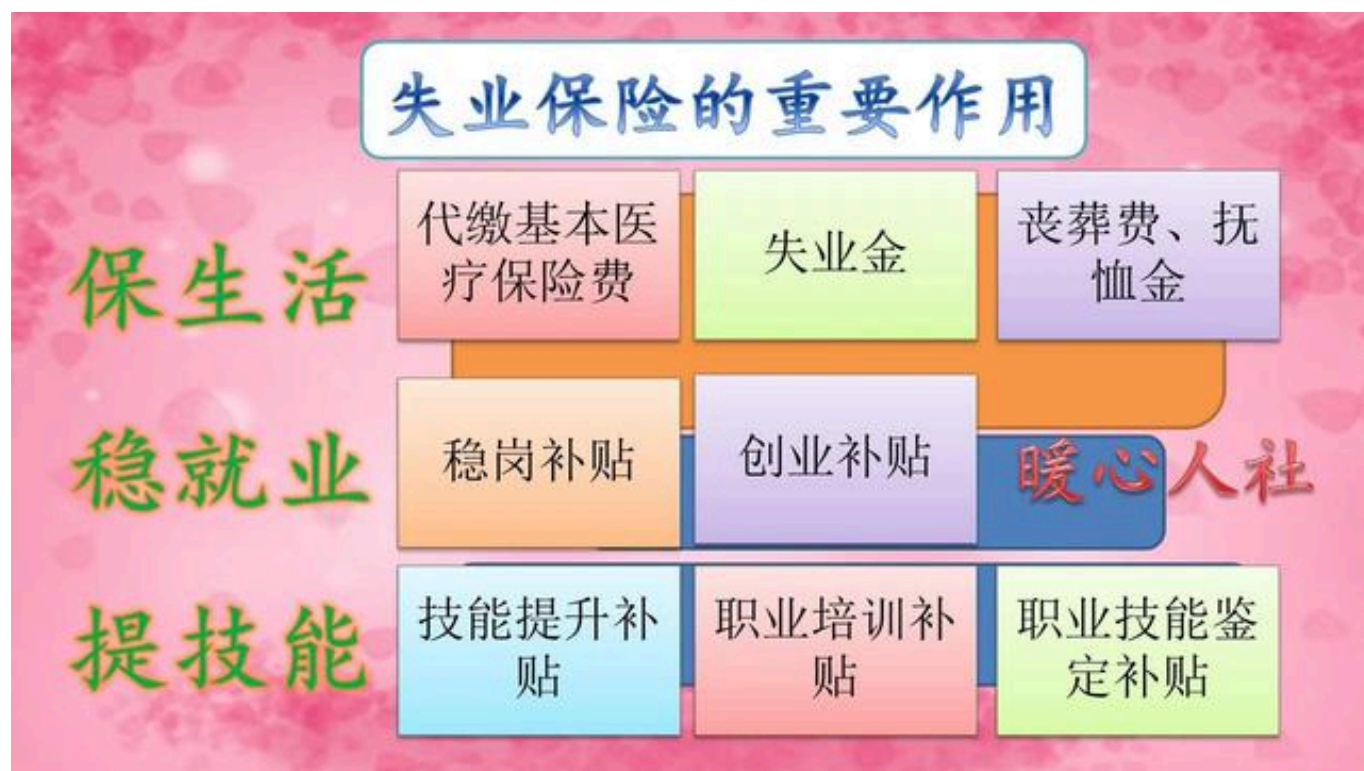 失业保险的重要作用
保生活
代缴基本医
疗保险费
失业金
丧葬费、抚
恤金
稳就业
稳岗补贴
创业补贴
暖心人社
提技能
技能提升补
贴
职业培训补
贴
职业技能鉴
定补贴